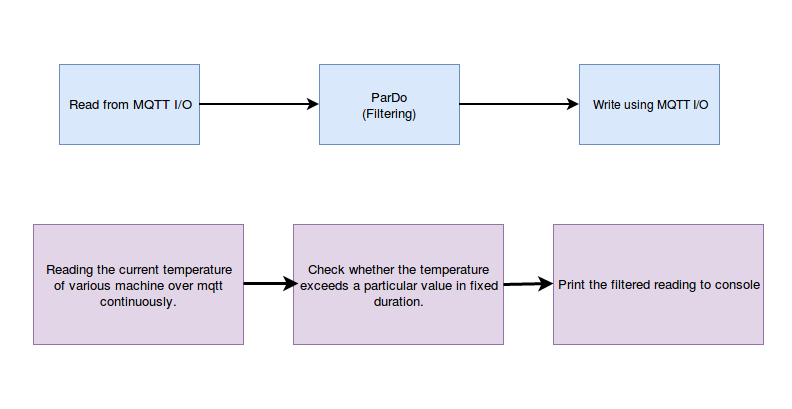 Read from MQTT I/O
ParDo
(Filtering)
Write using MQTT I/O
Reading the current temperature
of various machine over mqtt
continuously.
Check whether the temperature
exceeds a particular value in fixed
duration.
Print the filtered reading to console